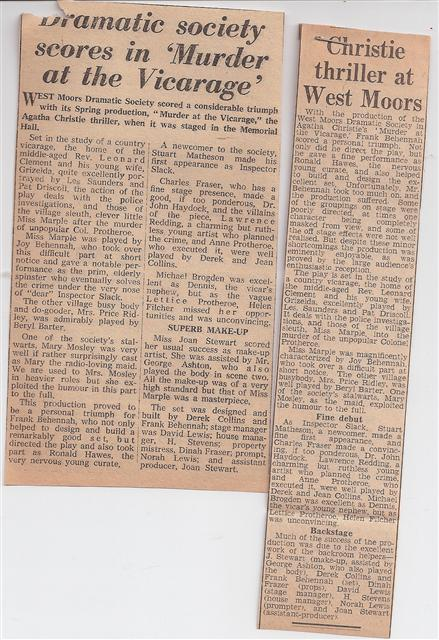 Dramatic society
scores in ‘Murder
at the Vicarage’
WEST Moors Dramatic Society scored a considerable triumph
with its Spring production, "Murder at the Vicarage," the
Agatha Christie thriller, when it was staged in the Memorial
Hall.
Set in the study of a country
vicarage, the home of the
middle-aged Rev. Leonard
Clement and his young wife,
Grizelda, quite excellently por-
trayed by Les Saunders and
Pat Driscoll, the action of the
play deals with the police
investigations, and those of
the village sleuth, clever little
Miss Marple after the murder
of unpopular Col. Protheroe.
Miss Marple was played by
Joy Behennah, who took over
this difficult part at short
notice and gave a notable per-
formance as the prim, elderly
spinster who eventually solves
the crime under the very nose
of "dear" Inspector Slack.
The other village busy body
and do-gooder, Mrs. Price Rid-
ley, was admirably played by
Beryl Barter.
One of the society's stal-
warts, Mary Mosley was very
well if rather surprisingly cast
as Mary the radio-loving maid.
We are used to Mrs. Mosley
in heavier roles but she ex-
ploited the humour in this part
to the full.
This production proved to
be a personal triumph for
Frank Behennah, who not only
helped to design and build a
remarkably good set, but
directed the play and also took
part as Ronald Hawes, the
very nervous young curate.
A newcomer to the society,
Stuart Matheson made his
first appearance as Inspector
Slack.
Charles Fraser, who has a
fine stage presence, made a
good, if too ponderous, Dr.
John Haydock, and the villains
of the piece, Lawrence
Redding, a charming but ruth-
less young artist who planned
the crime, and Anne Protheroe,
who executed it, were well
played by Derek and Jean
Collins.
Michael Brogden was excel-
lent as Dennis, the vicar's
nephew, but as the vague
Lettice Protheroe, Helen
Filcher missed her oppor-
tunities and was unconvincing.
SUPERB MAKE-UP
Miss Joan Stewart scored
her usual success as make-up
artist. She was assisted by Mr.
George Ashton, who also
played the body in scene two.
All the make-up was of a very
high standard but that of Miss
Marple was a masterpiece.
The set was designed and
built by Derek Collins and
Frank Behennah; stage manager
was David Lewis; house mana-
ger, H. Stevens; property
mistress, Dinah Fraser; prompt,
Norah Lewis; and assistant
producer, Joan Stewart.
Christie
thriller at
West Moors
With the production of the
West Moors Dramatic Society in
Agatha Christie's 'Murder at
the Vicarage,' Frank Behennah
scored a personal triumph. Not
only did he direct the play, but
he gave a fine performance as
Ronald Hawes, the nervous
young curate, and also helped
to build and design the ex-
cellent set. Unfortunately, Mr.
Behennah took too much on, and
the production suffered. Some
of the groupings on stage were
poorly directed, at times one
character being completely
masked from view, and some of
the off stage effects were not well
realised. But despite these minor
shortcomings the production was
eminently enjoyable, as was
proved by the large audience's
enthusiastic reception.
The play is set in the study of
a country vicarage, the home of
the middle-aged Rev. Leonard
Clement and his young wife,
Grizelda, excellently played by
Les. Saunders and Pat. Driscoll.
It deals with the police investiga-
tions, and those of the village
sleuth, Miss Marple, into the
murder of the unpopular Colonel
Protheroe.
Miss Marple was magnificently
characterized by Joy Behennah,
who took over a difficult part at
short notice. The other village
busybody, Mrs. Price Ridley, was
well played by Beryl Barter. One
of the society's stalwarts, Mary
Mosley, as the maid, exploited
the humour to the full.
Fine debut
As Inspector Slack, Stuart
Matheson, a newcomer, made a
fine first appearance, and
Charles Fraser made a convinc-
ing, if too ponderous, Dr. John
Haydock. Lawrence Redding, a
charming but ruthless young
artist who planned the crime,
and Anne Protheroe, who
executed it, were well played by
Derek and Jean Collins. Michael
Brogden was excellent as Dennis,
the vicar's young nephew, but as
Lettice Protheroe, Helen Filcher
was unconvincing.
Backstage
Much of the success of the pro-
duction was due to the excellent
work of the backroom helpers—
J. Stewart (make-up, assisted by
George Ashton, who also played
the body), Derek Collins and
Frank Behennah (set), Dinah
Fraser (props), David Lewis
(stage manager), H. Stevens
(house manager), Norah Lewis
(prompter), and Joan Stewart
(assistant-producer).